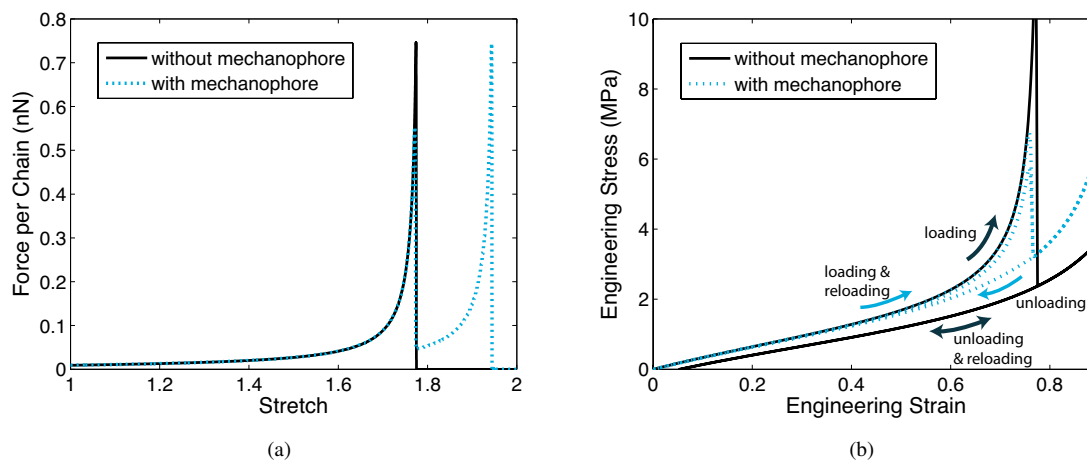 0.8
0.7
0.6
0.5
0.4
0.3
0.2
0.1
0
1
1.2
1.4
1.6
1.8
2
Force per Chain (nN)
Stretch
without mechanophore
with mechanophore
(a)
10
8
6
4
2
0
0
0.2
0.4
0.6
0.8
Engineering Stress (MPa)
Engineering Strain
without mechanophore
with mechanophore
loading
loading &
reloading
unloading
unloading
& reloading
(b)